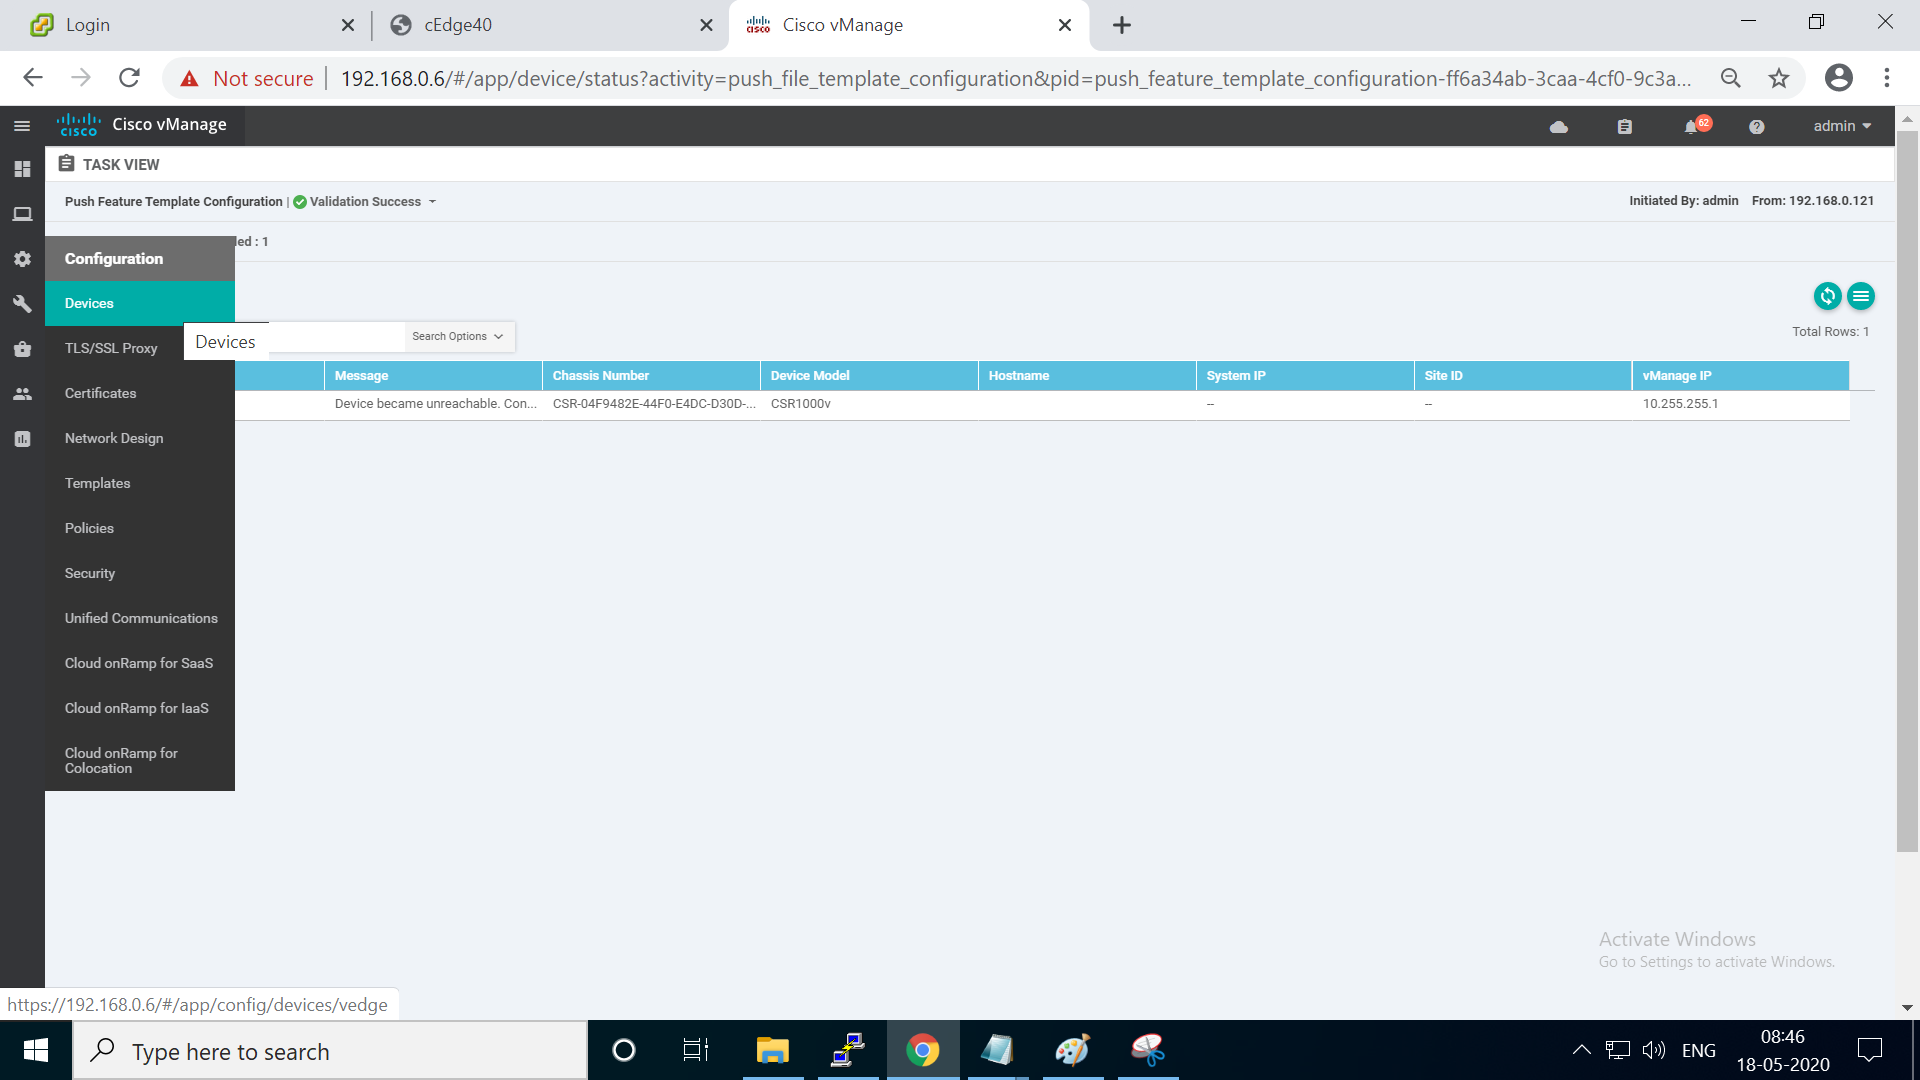 Login
cEdge40
Cisco vManage
Not secure
192.168.0.6/#/app/device/status?activity=push_file_template_configuration&pid=push_feature_template_configuration-ff6a34ab-3caa-4cf0-9c3a...
cisco
Cisco vManage
62
admin
TASK VIEW
Push Feature Template Configuration | Validation Success
Initiated By: admin From: 192.168.0.121
: 1
Configuration
Devices
TLS/SSL Proxy
Certificates
Network Design
Templates
Policies
Security
Unified Communications
Cloud onRamp for SaaS
Cloud onRamp for IaaS
Cloud onRamp for
Colocation
Devices
Search Options
Total Rows: 1
Message Chassis Number Device Model Hostname System IP Site ID vManage IP
Device became unreachable. Con... CSR-04F9482E-44F0-E4DC-D30D-... CSR1000v -- -- 10.255.255.1
Activate Windows
Go to Settings to activate Windows.
https://192.168.0.6/#/app/config/devices/vedge
Type here to search
ENG
08:46
18-05-2020